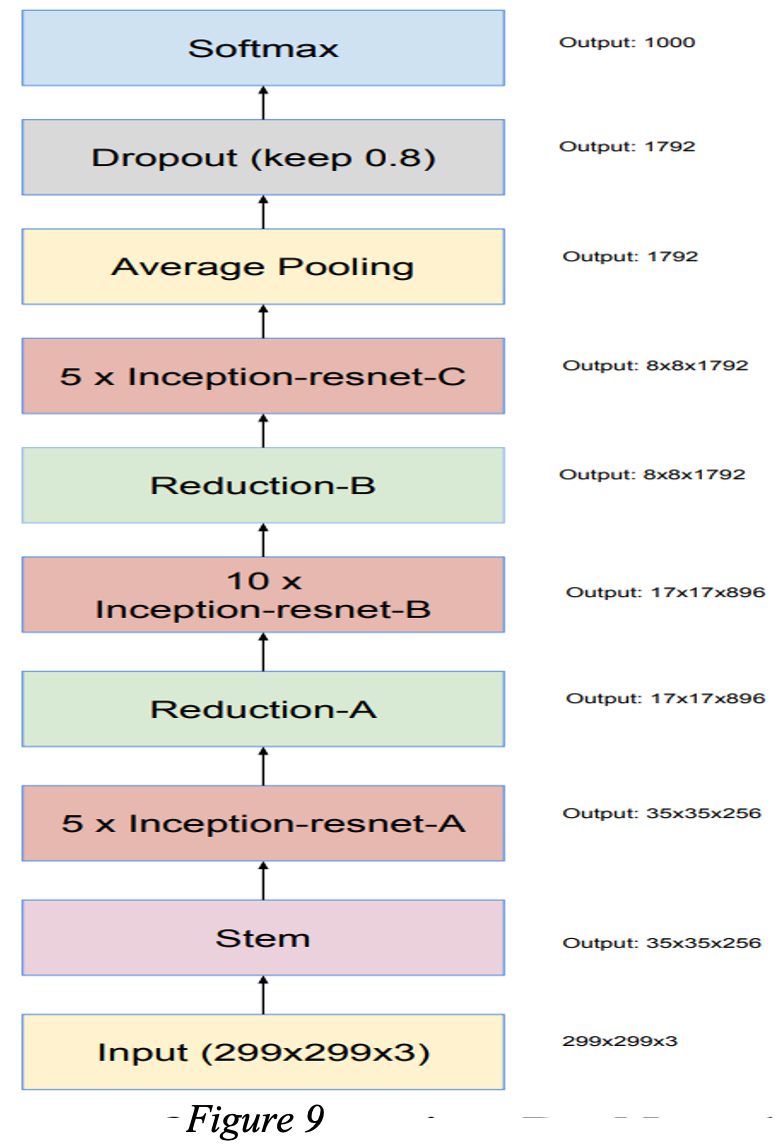 Softmax
Output: 1000
Dropout (keep 0.8)
Output: 1792
Average Pooling
Output: 1792
5 x Inception-resnet-C
Output: 8x8x1792
Reduction-B
Output: 8x8x1792
10 x
Inception-resnet-B
Output: 17x17x896
Reduction-A
Output: 17x17x896
5 x Inception-resnet-A
Output: 35x35x256
Stem
Output: 35x35x256
Input (299x299x3)
299x299x3
Figure 9